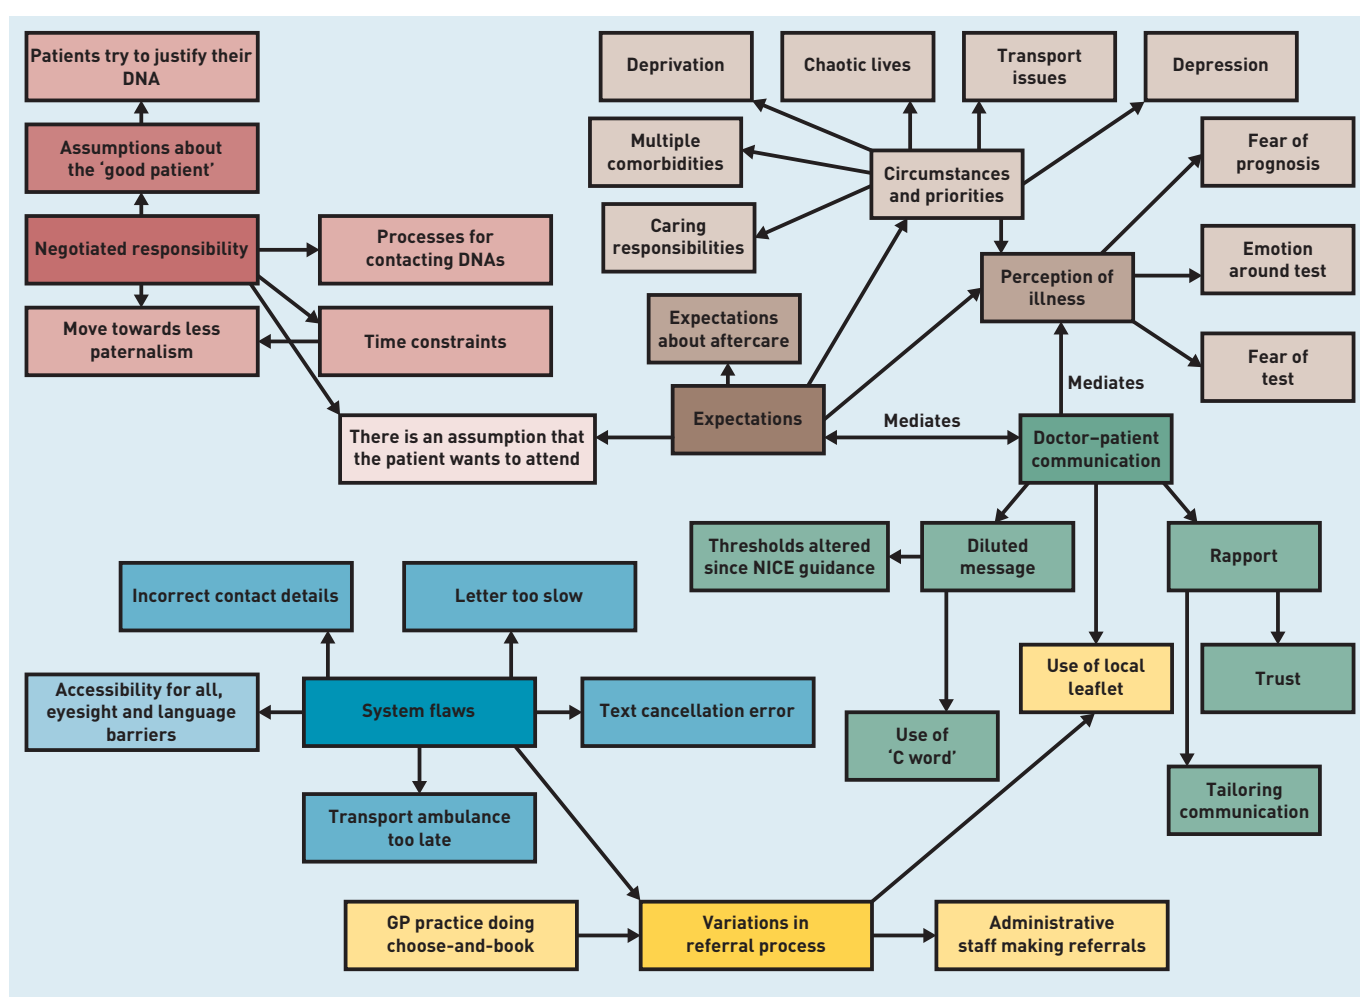 Patients try to justify their
DNA
Deprivation
Chaotic lives
Transport
issues
Depression
Assumptions about
the ‘good patient’
Multiple
comorbidities
Circumstances
and priorities
Fear of
prognosis
Negotiated responsibility
Processes for
contacting DNAs
Caring
responsibilities
Perception of
illness
Emotion
around test
Move towards less
paternalism
Time constraints
Expectations
about aftercare
Fear of
test
Mediates
Expectations
Mediates
There is an assumption that
the patient wants to attend
Doctor–patient
communication
Thresholds altered
since NICE guidance
Diluted
message
Rapport
Incorrect contact details
Letter too slow
Use of local
leaflet
Trust
Accessibility for all,
eyesight and language
barriers
System flaws
Text cancellation error
Use of
‘C word’
Transport ambulance
too late
Tailoring
communication
GP practice doing
choose-and-book
Variations in
referral process
Administrative
staff making referrals